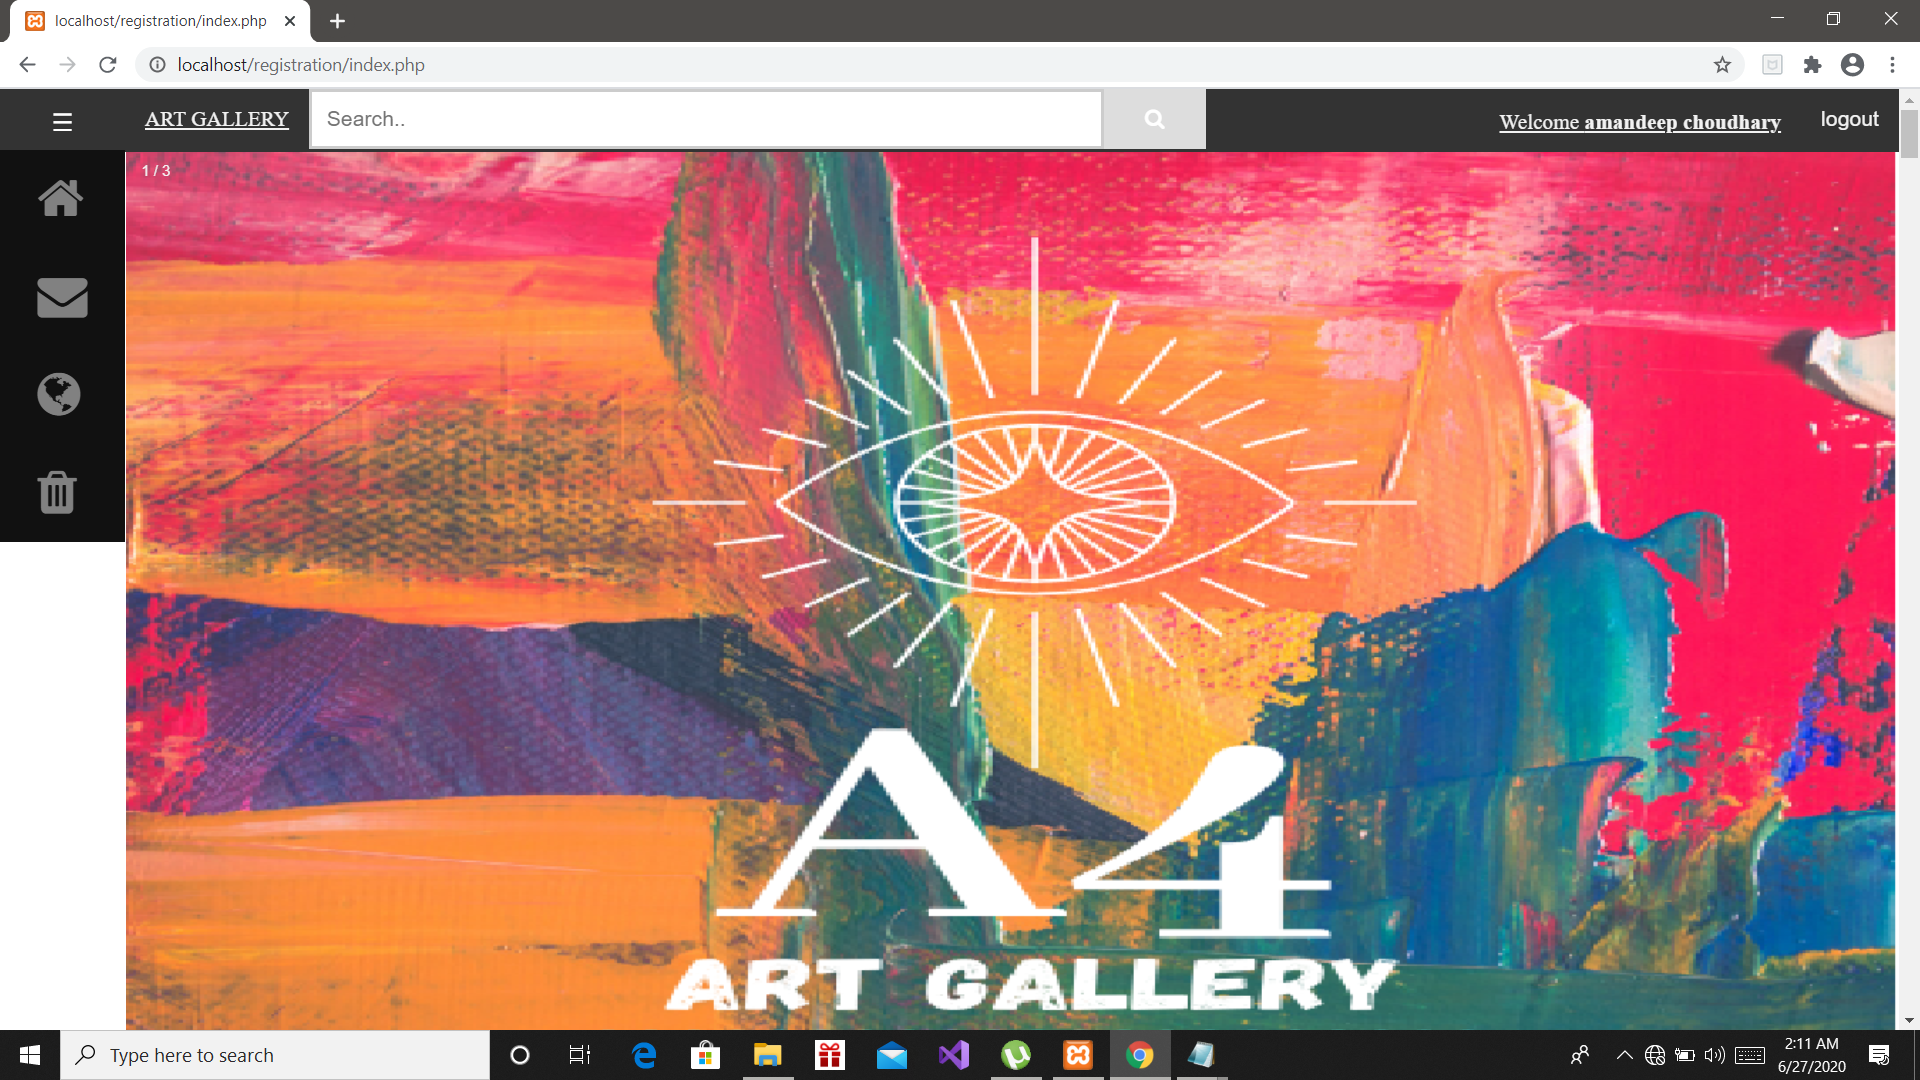 localhost/registration/index.php
localhost/registration/index.php
ART GALLERY
Search..
Welcome amandeep choudhary
logout
1 / 3
A4
ART GALLERY
Type here to search
2:11 AM
6/27/2020